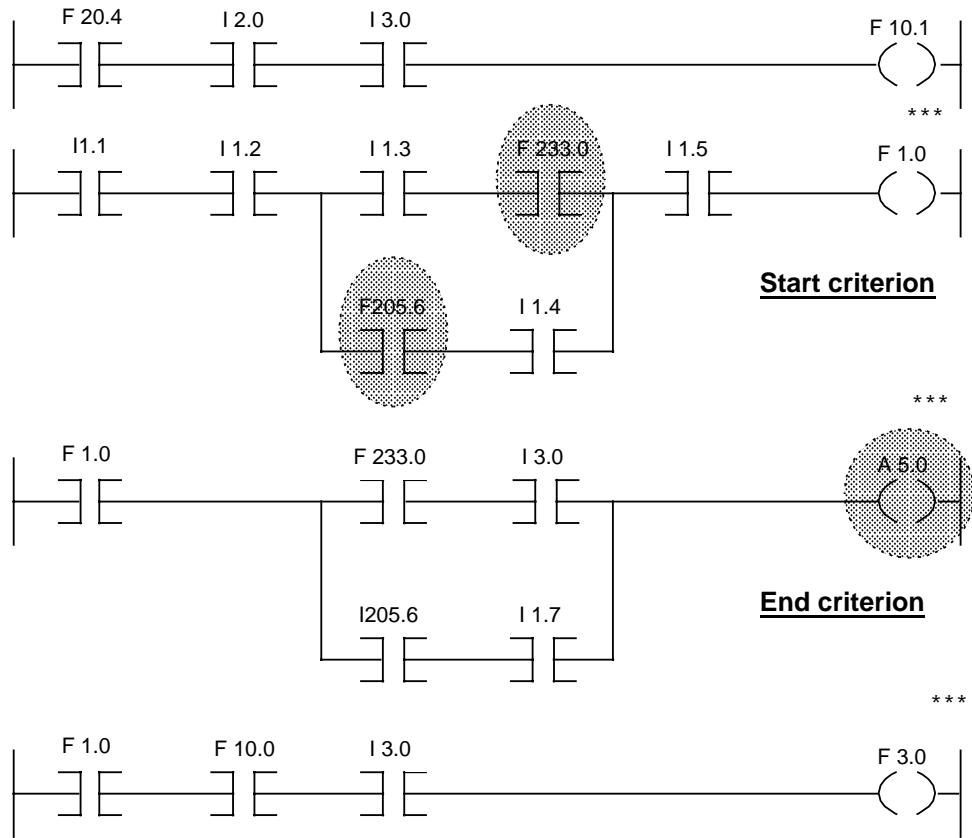 F 20.4 I 2.0 I 3.0 F 10.1
***
I1.1 I 1.2 I 1.3 F 233.0 I 1.5 F 1.0
Start criterion
F205.6 I 1.4
***
F 1.0 F 233.0 I 3.0 A 5.0
End criterion
I205.6 I 1.7
***
F 1.0 F 10.0 I 3.0 F 3.0